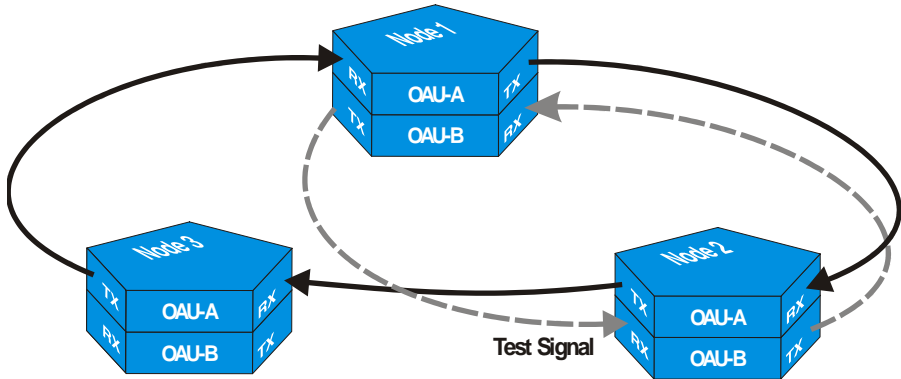 Node 1
RX
OAU-A
TX
TX
OAU-B
RX
Node 3
TX
OAU-A
RX
RX
OAU-B
TX
Node 2
TX
OAU-A
RX
RX
OAU-B
TX
Test Signal